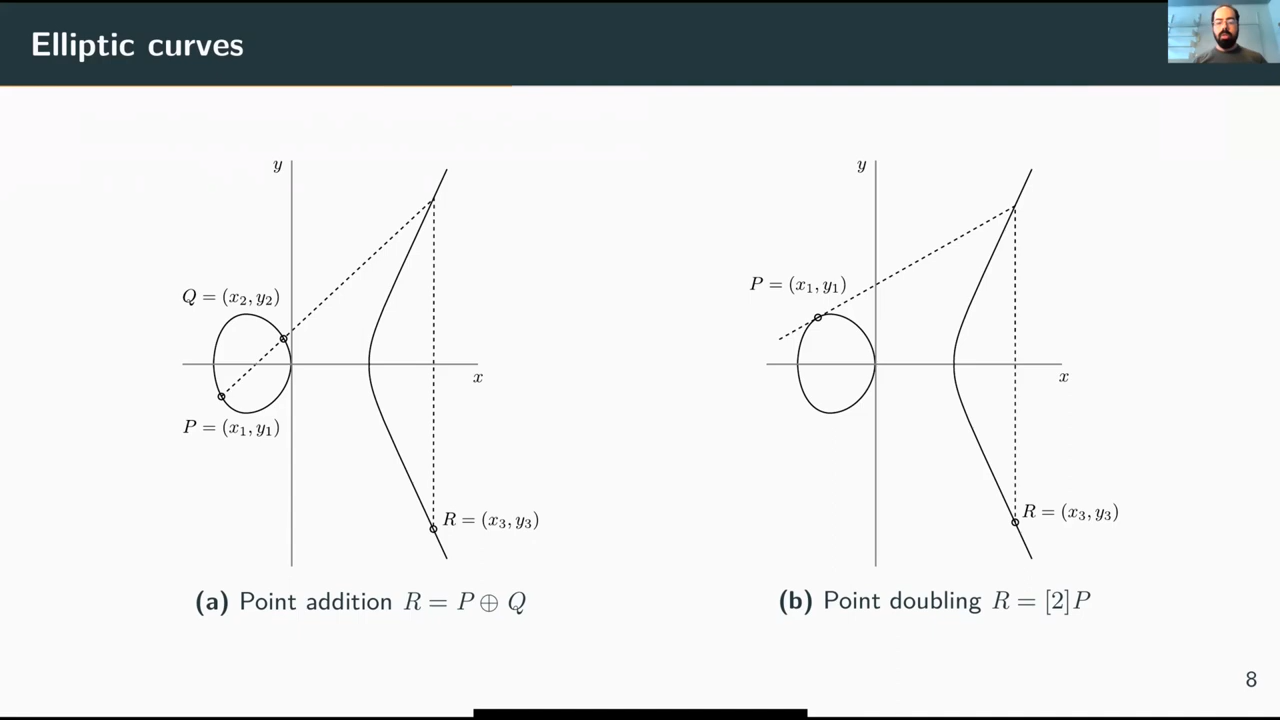 Elliptic curves
y
Q = (x₂, y₂)
x
P = (x₁, y₁)
R = (x₃, y₃)
(a) Point addition R = P ⊕ Q
y
P = (x₁, y₁)
x
R = (x₃, y₃)
(b) Point doubling R = [2]P
8